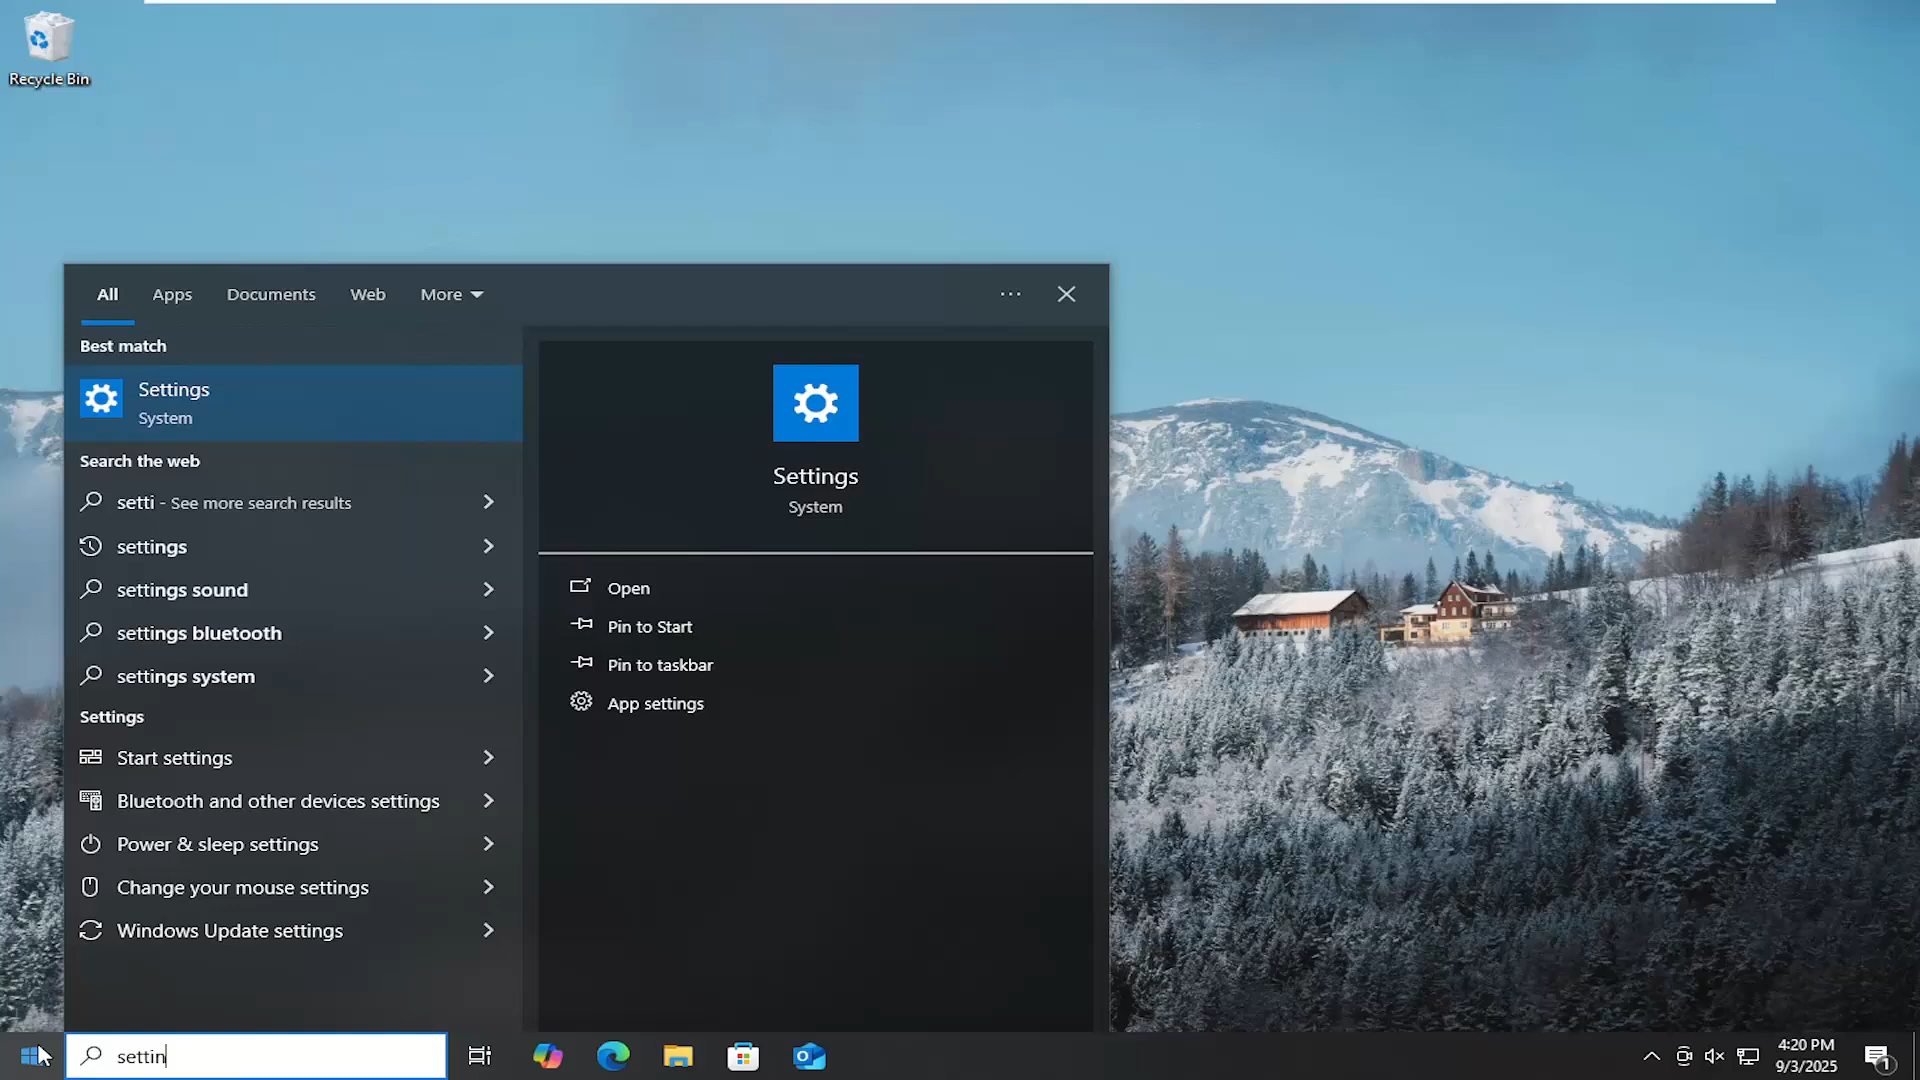 Recycle Bin
All Apps Documents Web More
Best match
Settings
System
Search the web
setti - See more search results
settings
settings sound
settings bluetooth
settings system
Settings
Start settings
Bluetooth and other devices settings
Power & sleep settings
Change your mouse settings
Windows Update settings
Settings
System
Open
Pin to Start
Pin to taskbar
App settings
settin
4:20 PM
9/3/2025
1